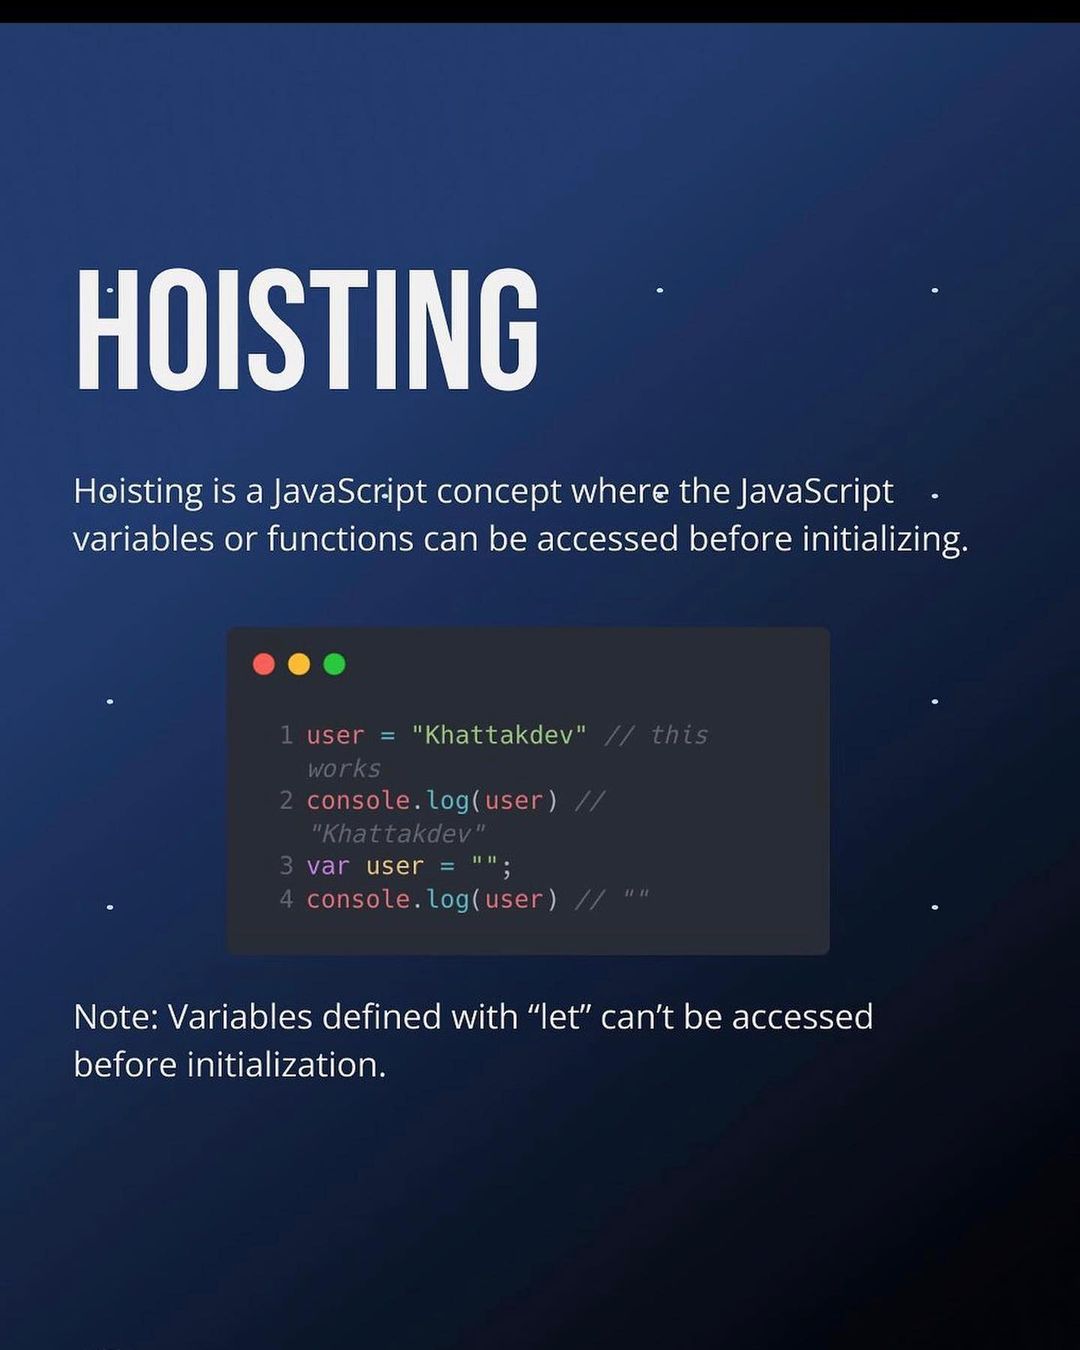 HOISTING
Hoisting is a JavaScript concept where the JavaScript
variables or functions can be accessed before initializing.
1 user = "Khattakdev" // this
works
2 console.log(user) //
"Khattakdev"
3 var user = "";
4 console.log(user) // ""
Note: Variables defined with “let” can’t be accessed
before initialization.